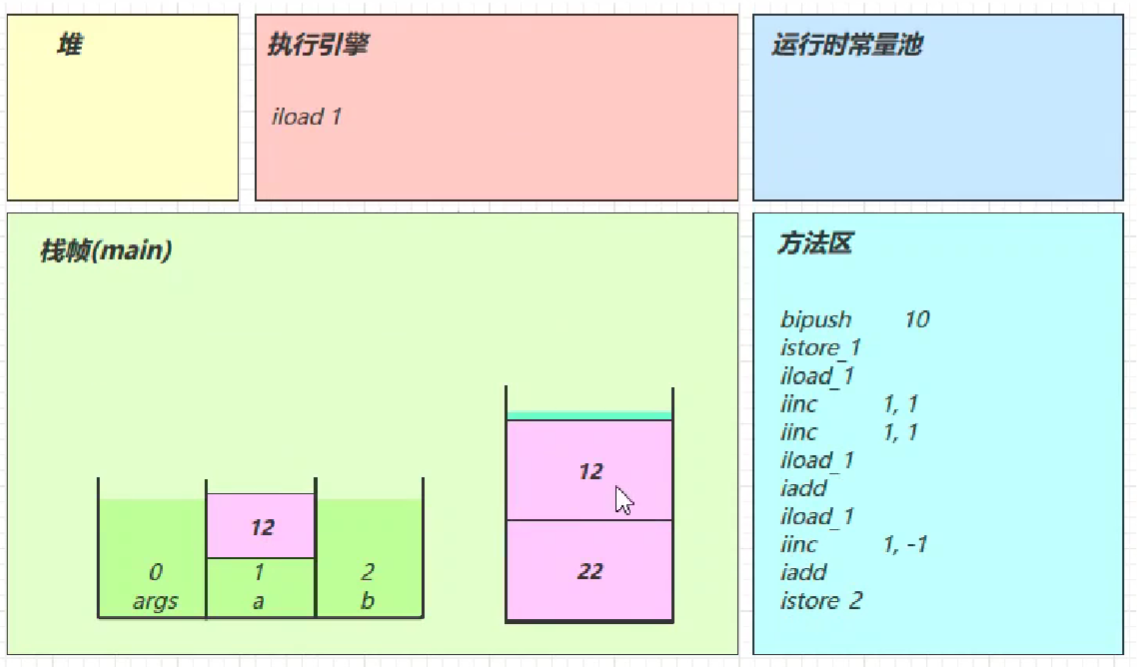 堆
执行引擎
iload 1
运行时常量池
栈帧(main)
12
0
args
1
a
2
b
12
22
方法区
bipush 10
istore_1
iload_1
iinc 1, 1
iinc 1, 1
iload_1
iadd
iload_1
iinc 1, -1
iadd
istore 2